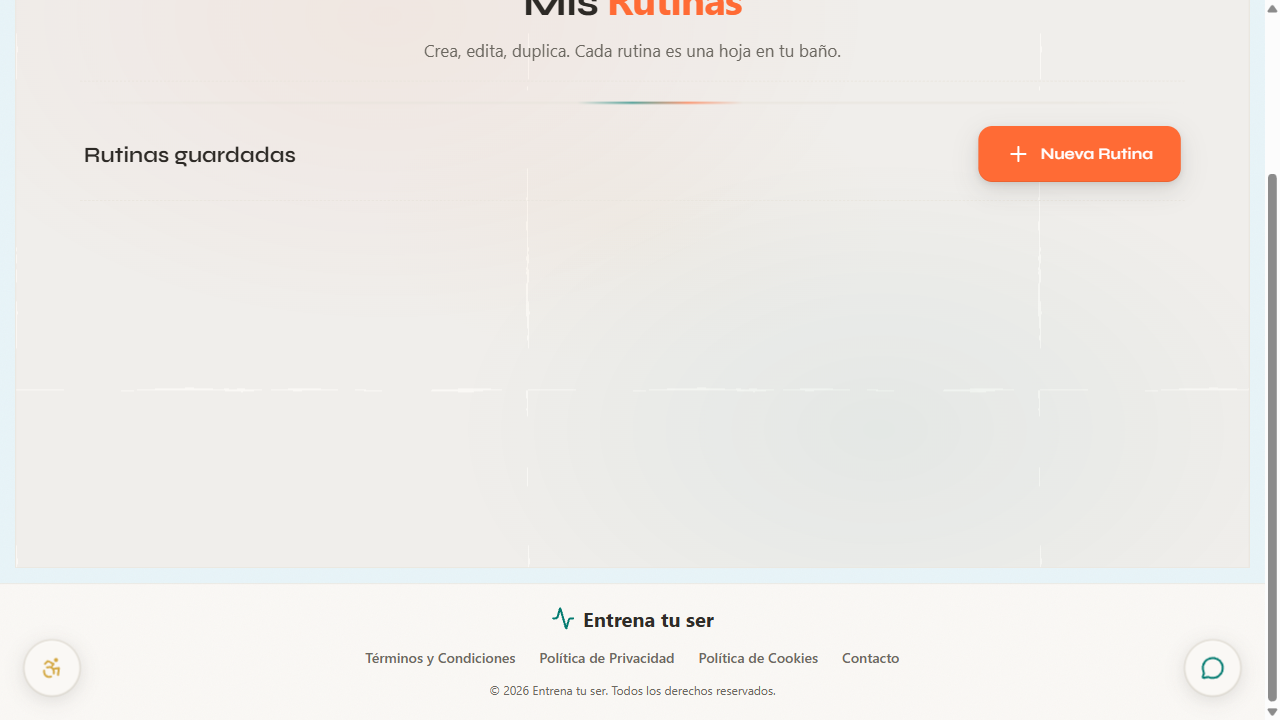 Mis Rutinas
Crea, edita, duplica. Cada rutina es una hoja en tu baño.
Rutinas guardadas
Nueva Rutina
Entrena tu ser
Términos y Condiciones
Política de Privacidad
Política de Cookies
Contacto
© 2026 Entrena tu ser. Todos los derechos reservados.
ॐ